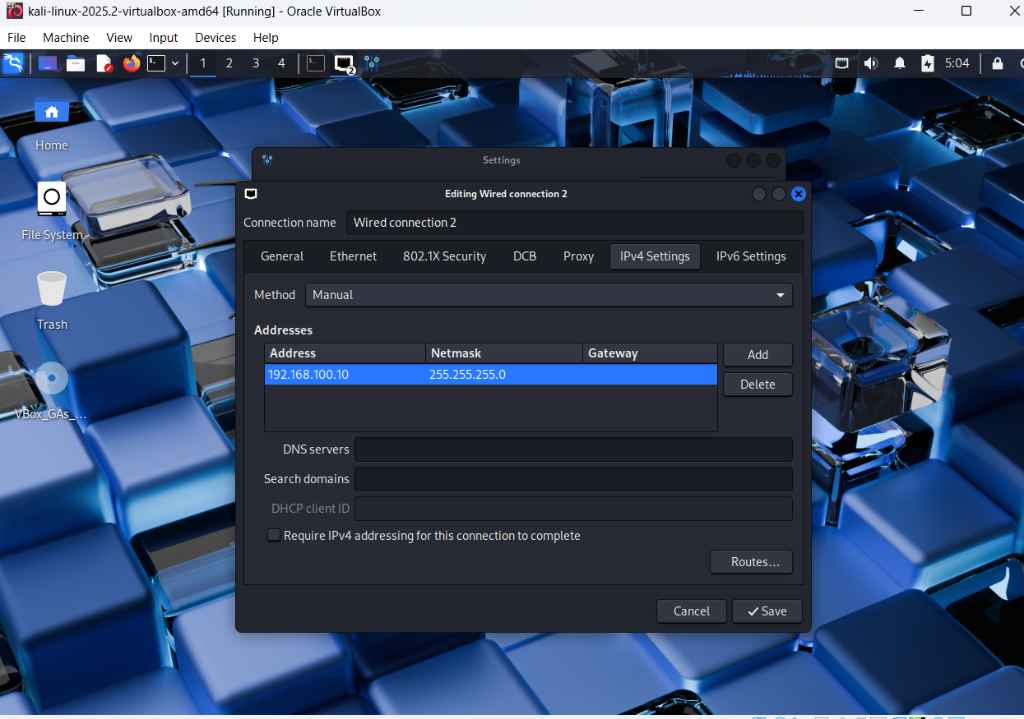 kali-linux-2025.2-virtualbox-amd64 [Running] - Oracle VirtualBox
File Machine View Input Devices Help
1 2 3 4 2 5:04
Home
File System
Trash
VBox_GAs_...
Settings
Editing Wired connection 2
Connection name Wired connection 2
General Ethernet 802.1X Security DCB Proxy IPv4 Settings IPv6 Settings
Method Manual
Addresses
Address Netmask Gateway
192.168.100.10 255.255.255.0
Add
Delete
DNS servers
Search domains
DHCP client ID
Require IPv4 addressing for this connection to complete
Routes...
Cancel Save